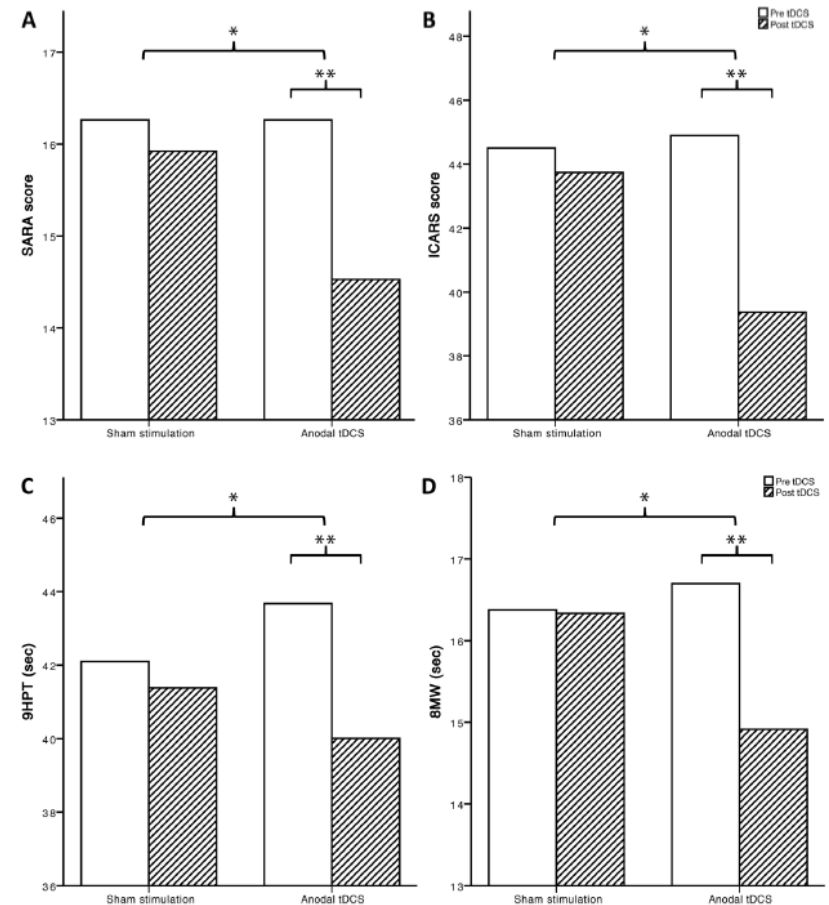 A
SARA score
17
16
15
14
13
*
**
Sham stimulation
Anodal tDCS
B
Pre tDCS
Post tDCS
ICARS score
48
46
44
42
40
38
36
*
**
Sham stimulation
Anodal tDCS
C
9HPT (sec)
46
44
42
40
38
36
*
**
Sham stimulation
Anodal tDCS
D
Pre tDCS
Post tDCS
8MW (sec)
18
17
16
15
14
13
*
**
Sham stimulation
Anodal tDCS